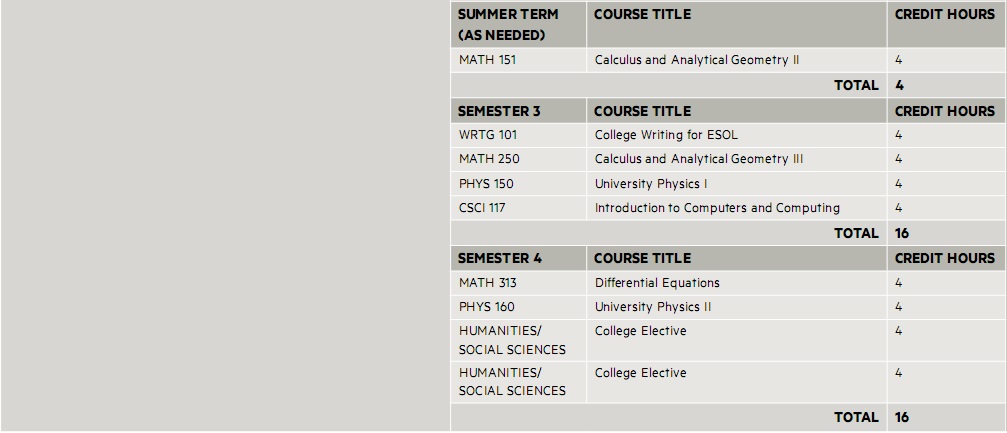 SUMMER TERM COURSE TITLE CREDIT HOURS
(AS NEEDED)
MATH 151 Calculus and Analytical Geometry II 4
TOTAL 4
SEMESTER 3 COURSE TITLE CREDIT HOURS
WRTG 101 College Writing for ESOL 4
MATH 250 Calculus and Analytical Geometry III 4
PHYS 150 University Physics I 4
CSCI 117 Introduction to Computers and Computing 4
TOTAL 16
SEMESTER 4 COURSE TITLE CREDIT HOURS
MATH 313 Differential Equations 4
PHYS 160 University Physics II 4
HUMANITIES/ College Elective 4
SOCIAL SCIENCES
HUMANITIES/ College Elective 4
SOCIAL SCIENCES
TOTAL 16